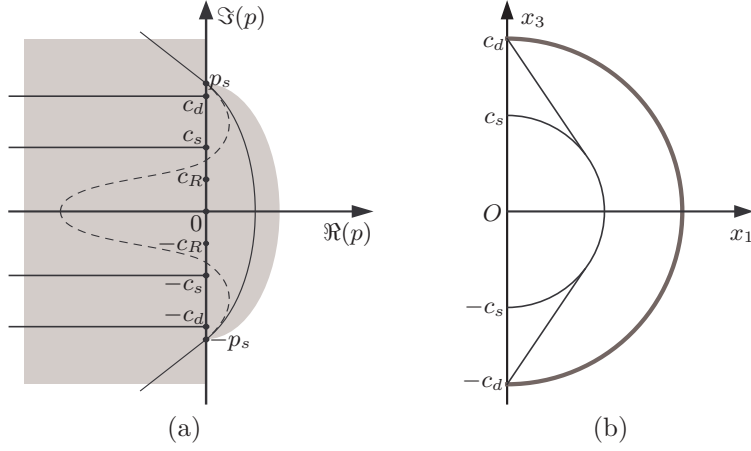 ℑ(p)
p_s
c_d
c_s
c_R
0
ℜ(p)
−c_R
−c_s
−c_d
−p_s
(a)
x_3
c_d
c_s
O
x_1
−c_s
−c_d
(b)